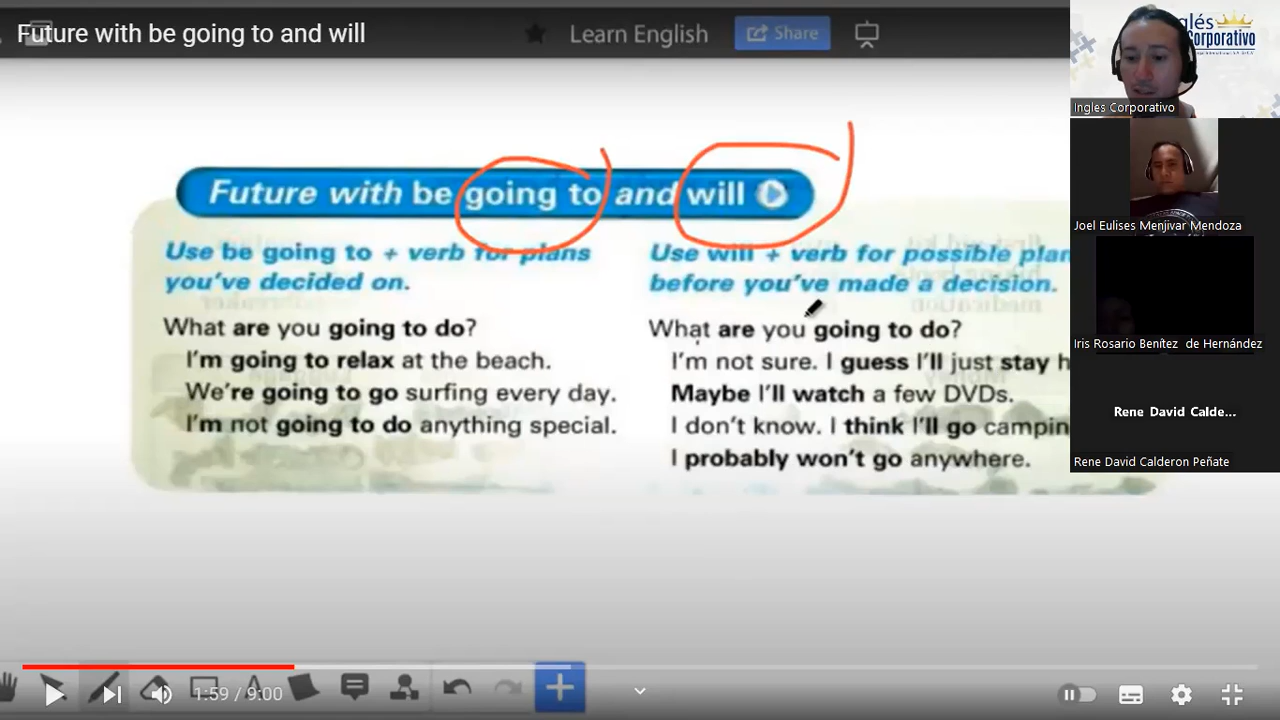 Future with be going to and will
Learn English
Share
Inglés
Corporativo
Ingles Corporativo
Future with be going to and will
Joel Eulises Menjivar Mendoza
Use be going to + verb for plans
you've decided on.
Use will + verb for possible plan
before you've made a decision.
What are you going to do?
I'm going to relax at the beach.
We're going to go surfing every day.
I'm not going to do anything special.
What are you going to do?
I'm not sure. I guess I'll just stay h
Maybe I'll watch a few DVDs.
I don't know. I think I'll go campin
I probably won't go anywhere.
Iris Rosario Benítez de Hernández
Rene David Calde...
Rene David Calderon Peñate
1:59 / 9:00